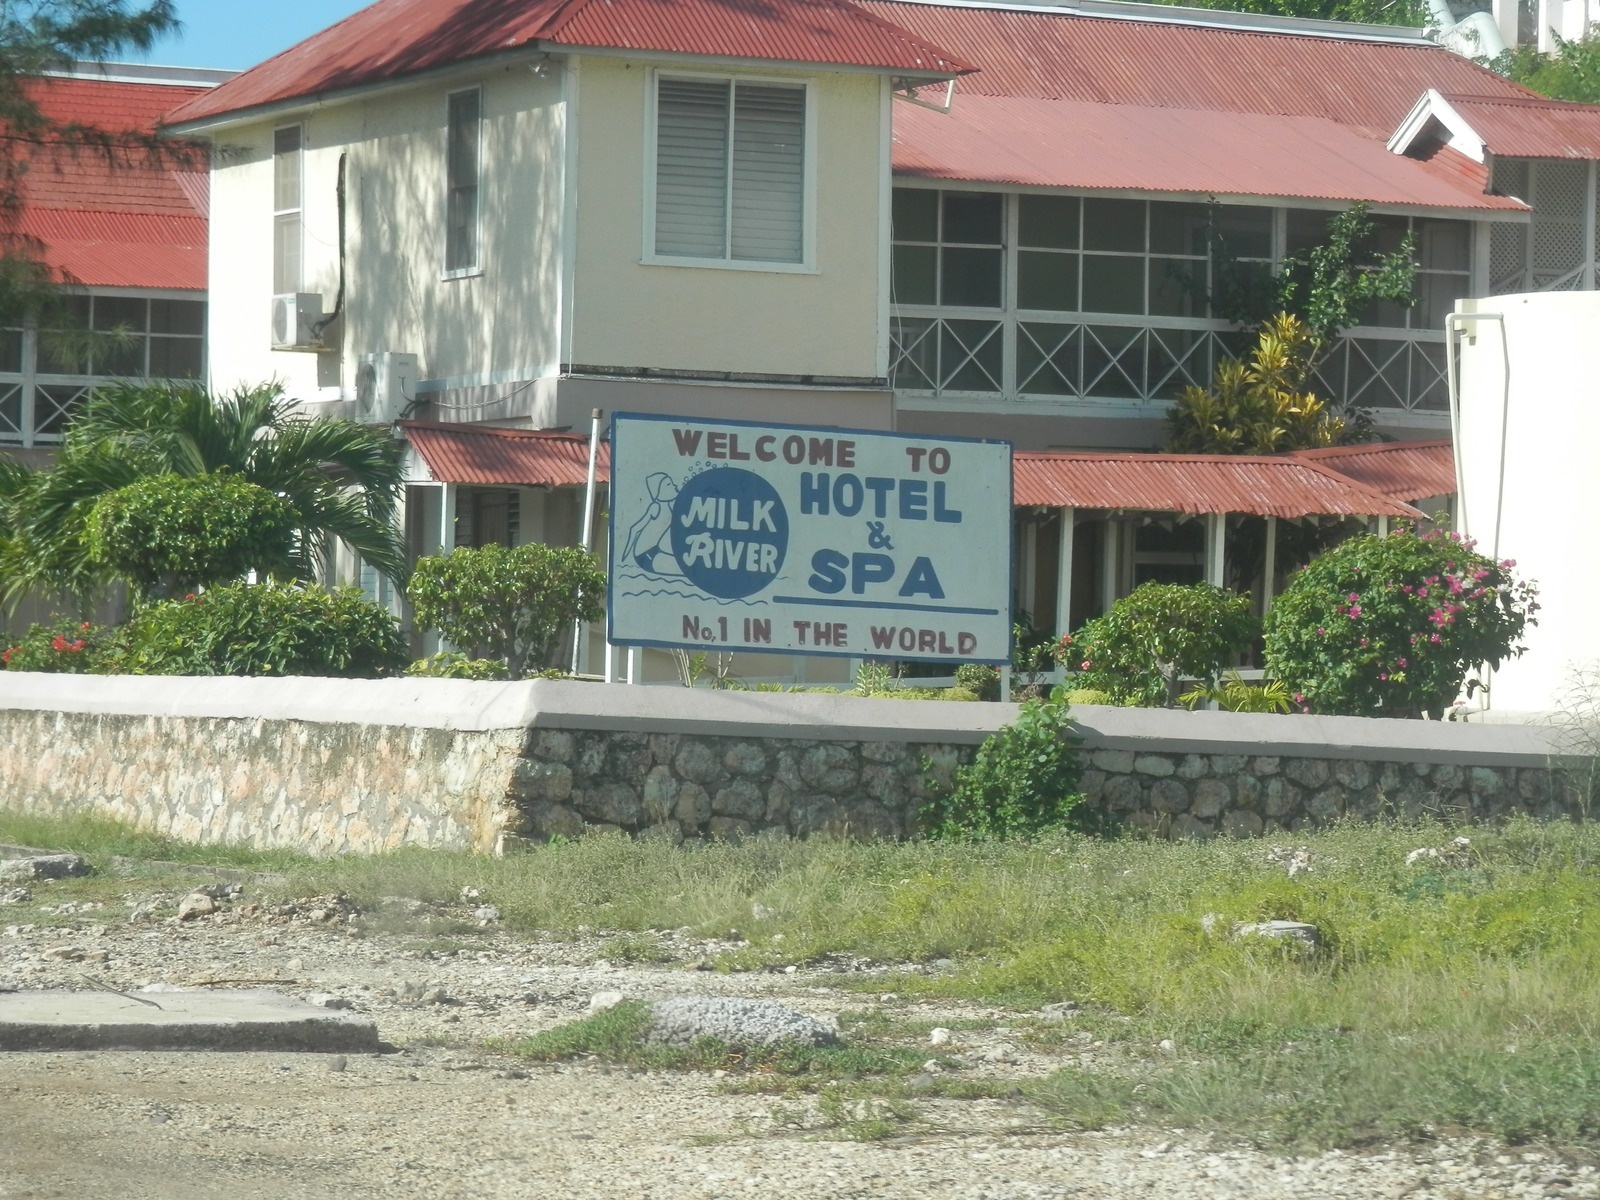 WELCOME TO
MILK
RIVER
HOTEL
&
SPA
No,1 IN THE WORLD